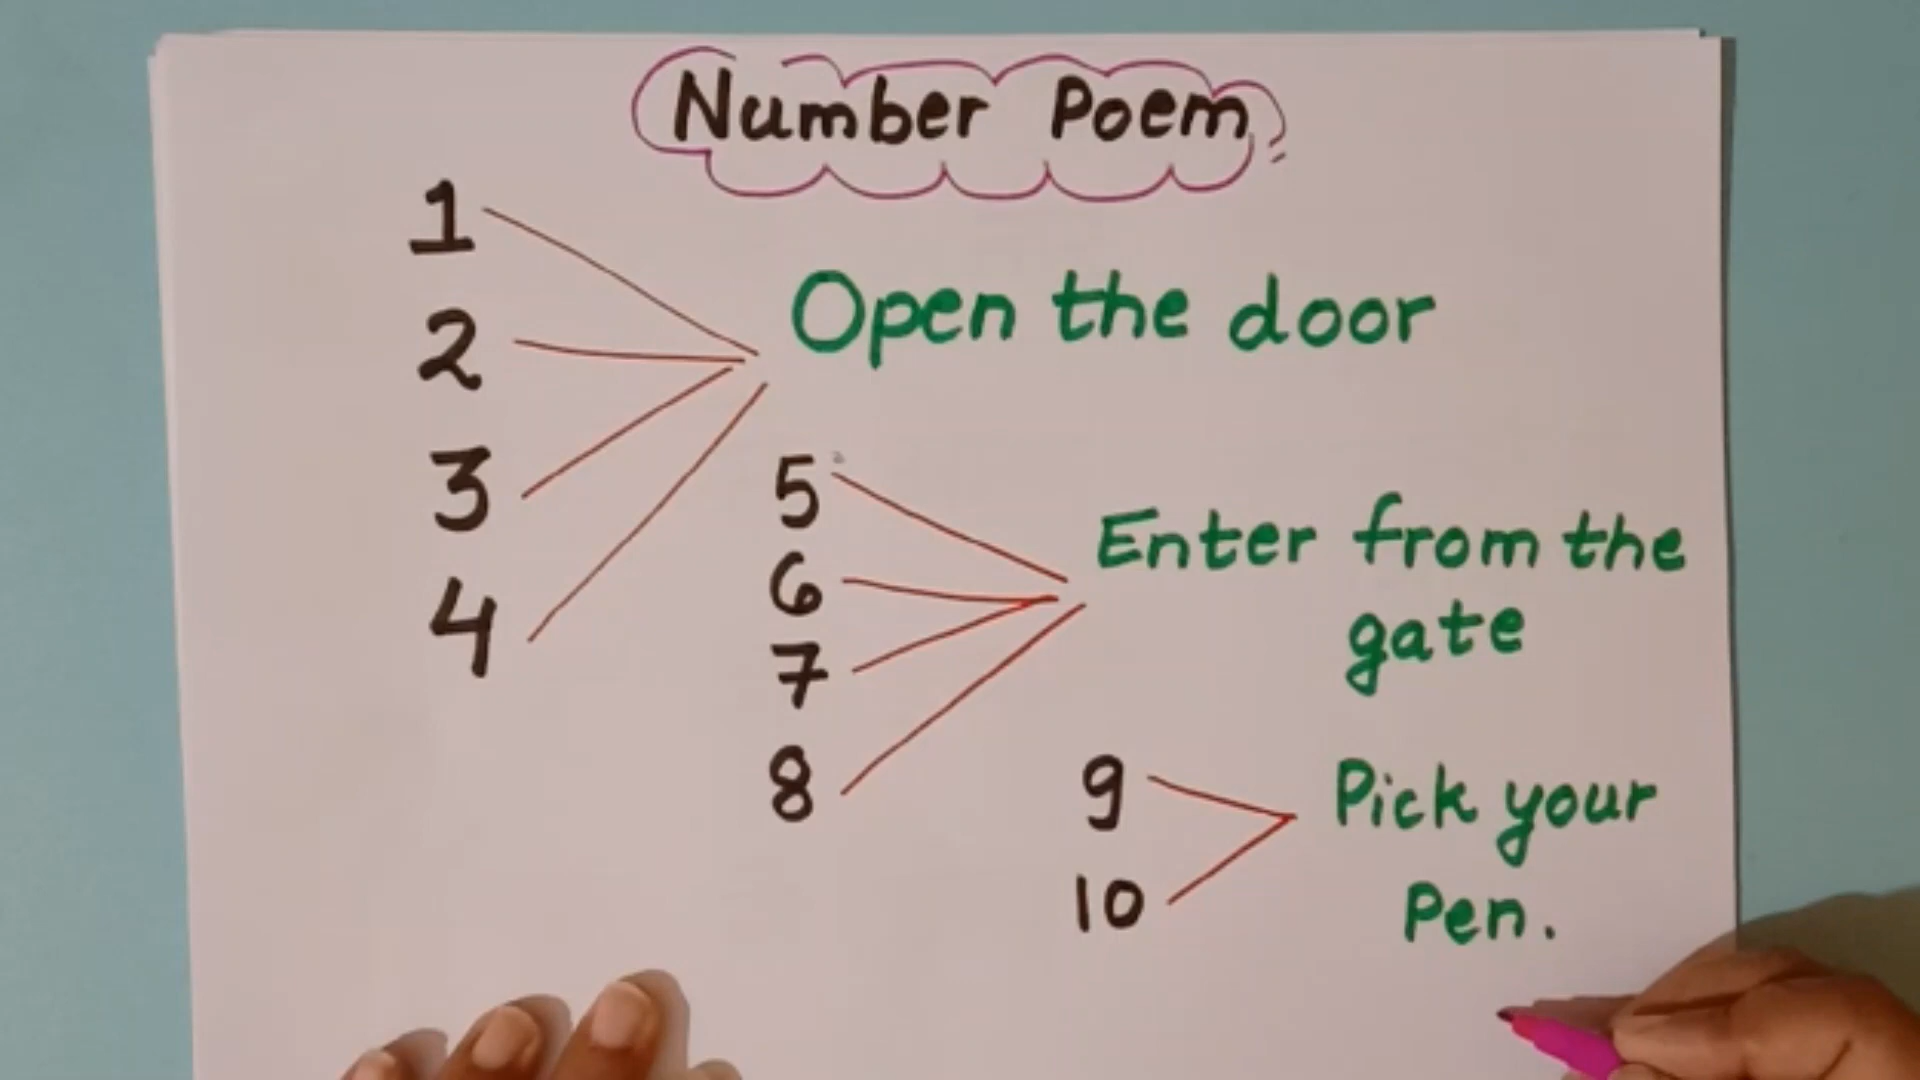 Number Poem
1
2
3
4
Open the door
5
6
7
8
Enter from the
gate
9
10
Pick your
Pen.